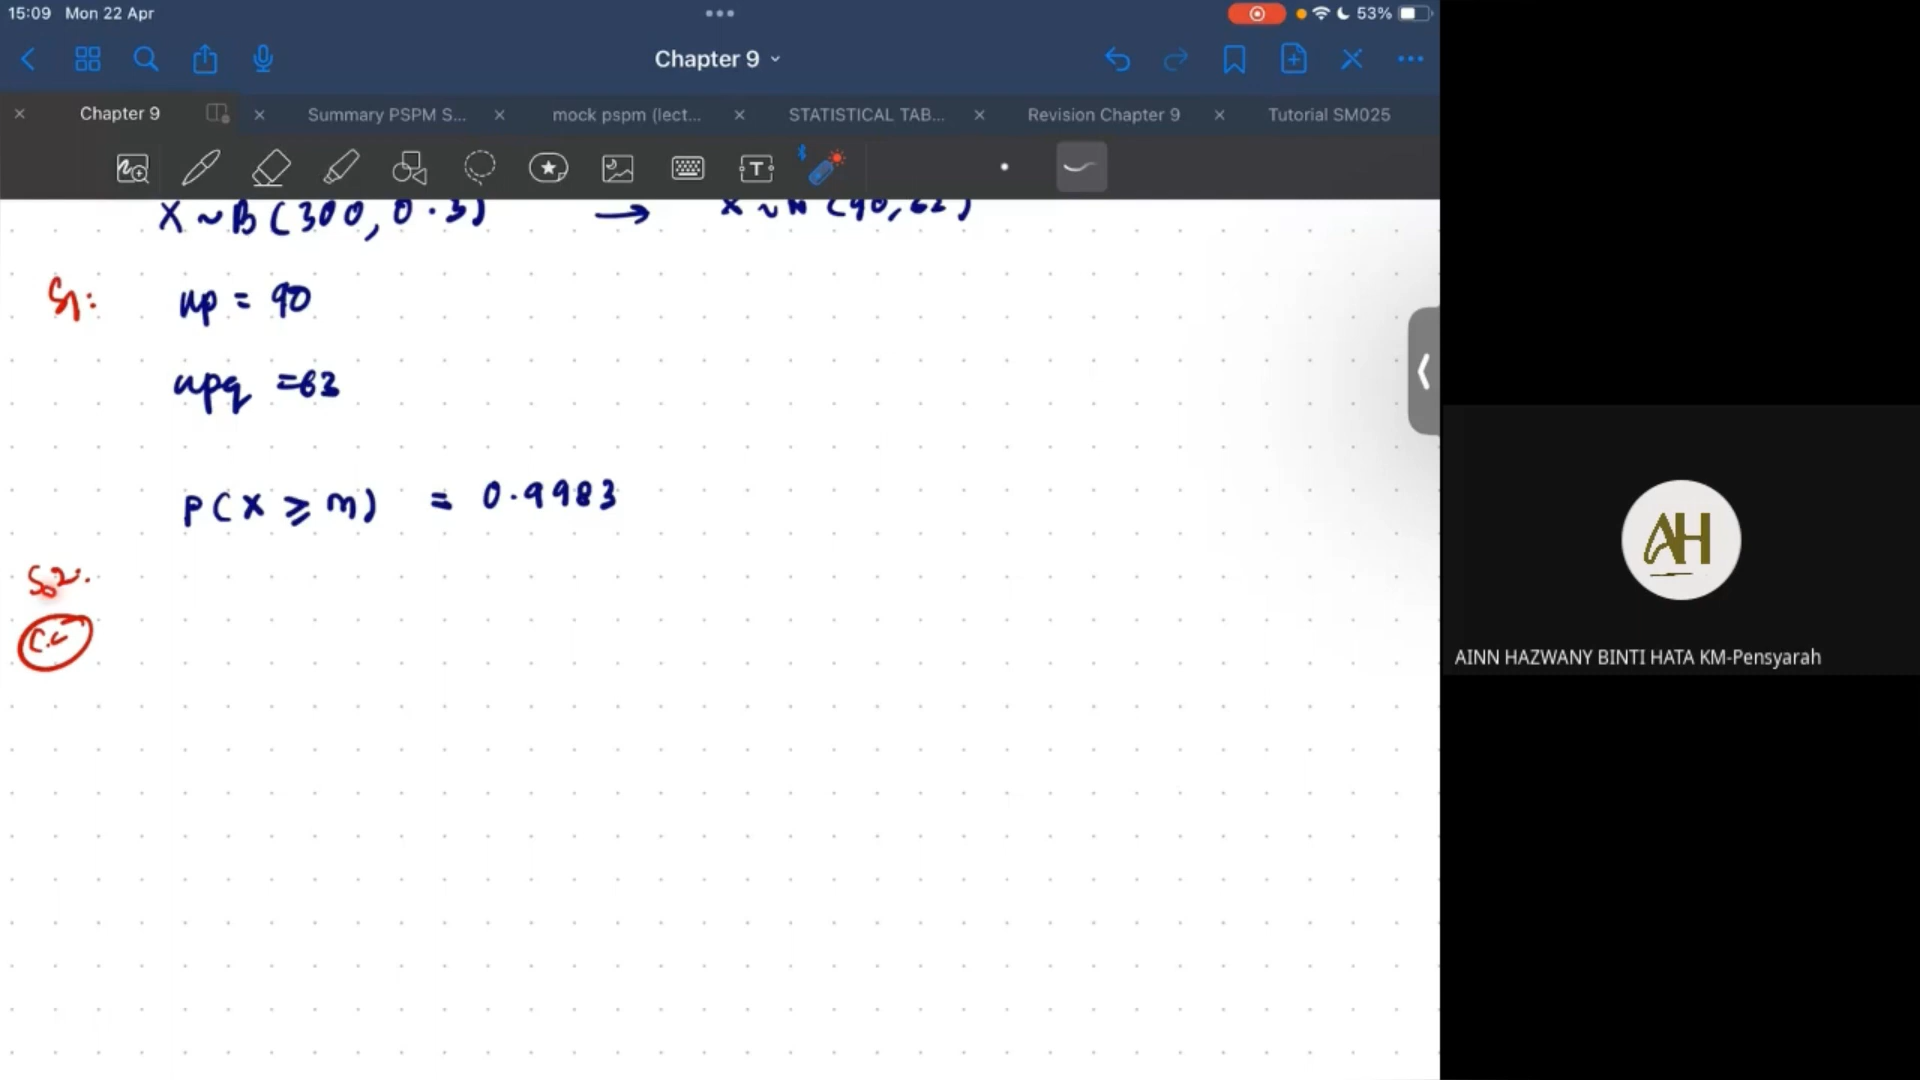 15:09 Mon 22 Apr
53%
Chapter 9
Chapter 9
Summary PSPM S...
mock pspm (lect...
STATISTICAL TAB...
Revision Chapter 9
Tutorial SM025
X ~ B (300, 0.3) → X ~ N (90, 63)
S1: np = 90
npq = 63
P(X ≥ m) = 0.9983
S2:
C.C
AH
AINN HAZWANY BINTI HATA KM-Pensyarah